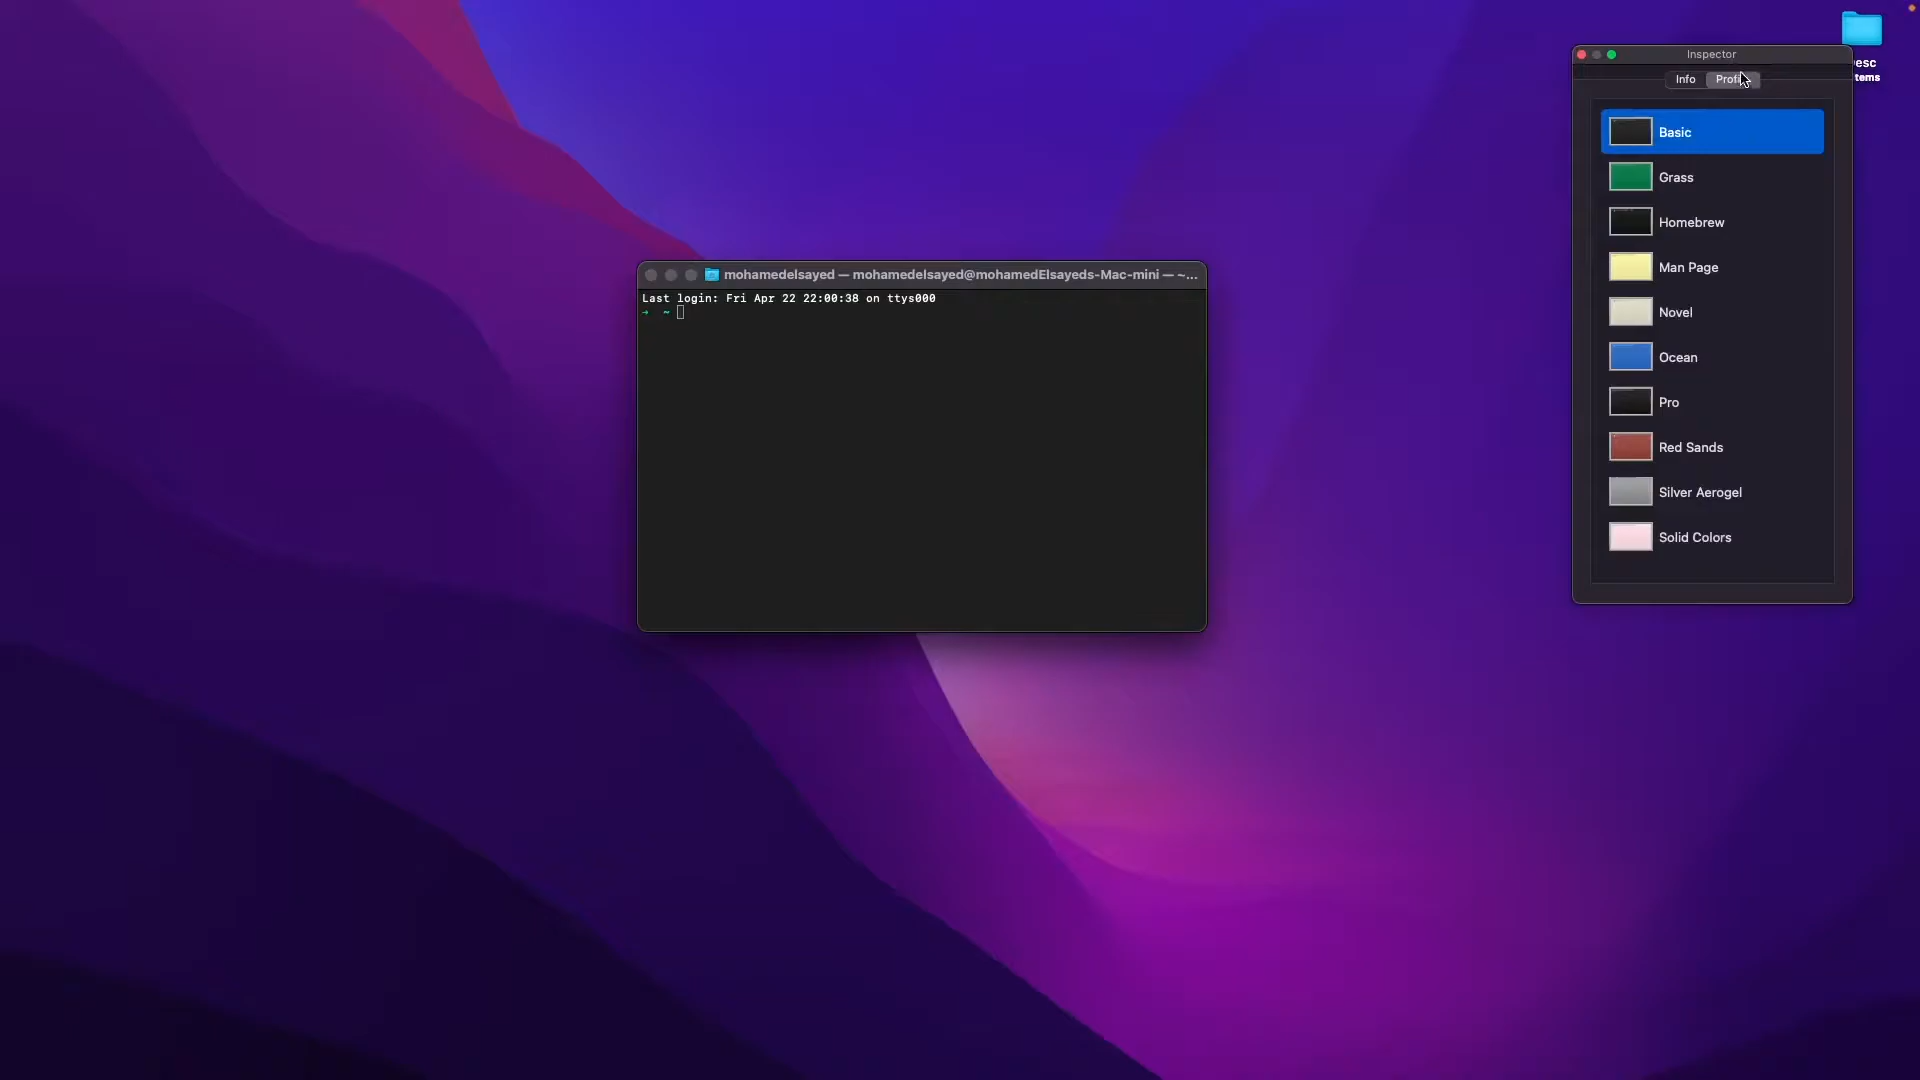 Inspector
Info
esc
tems
Basic
Grass
Homebrew
Man Page
Novel
Ocean
Pro
Red Sands
Silver Aerogel
Solid Colors
mohamedelsayed — mohamedelsayed@mohamedElsayeds-Mac-mini — ~...
Last login: Fri Apr 22 22:00:38 on ttys000
→ ~